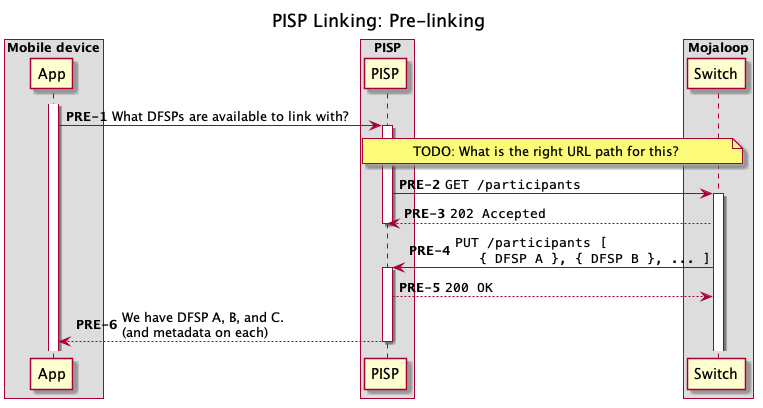 PISP Linking: Pre-linking
Mobile device
PISP
Mojaloop
App
PISP
Switch
PRE-1 What DFSPs are available to link with?
TODO: What is the right URL path for this?
PRE-2 GET /participants
PRE-3 202 Accepted
PRE-4 PUT /participants [
{ DFSP A }, { DFSP B }, ... ]
PRE-5 200 OK
PRE-6 We have DFSP A, B, and C.
(and metadata on each)
App
PISP
Switch